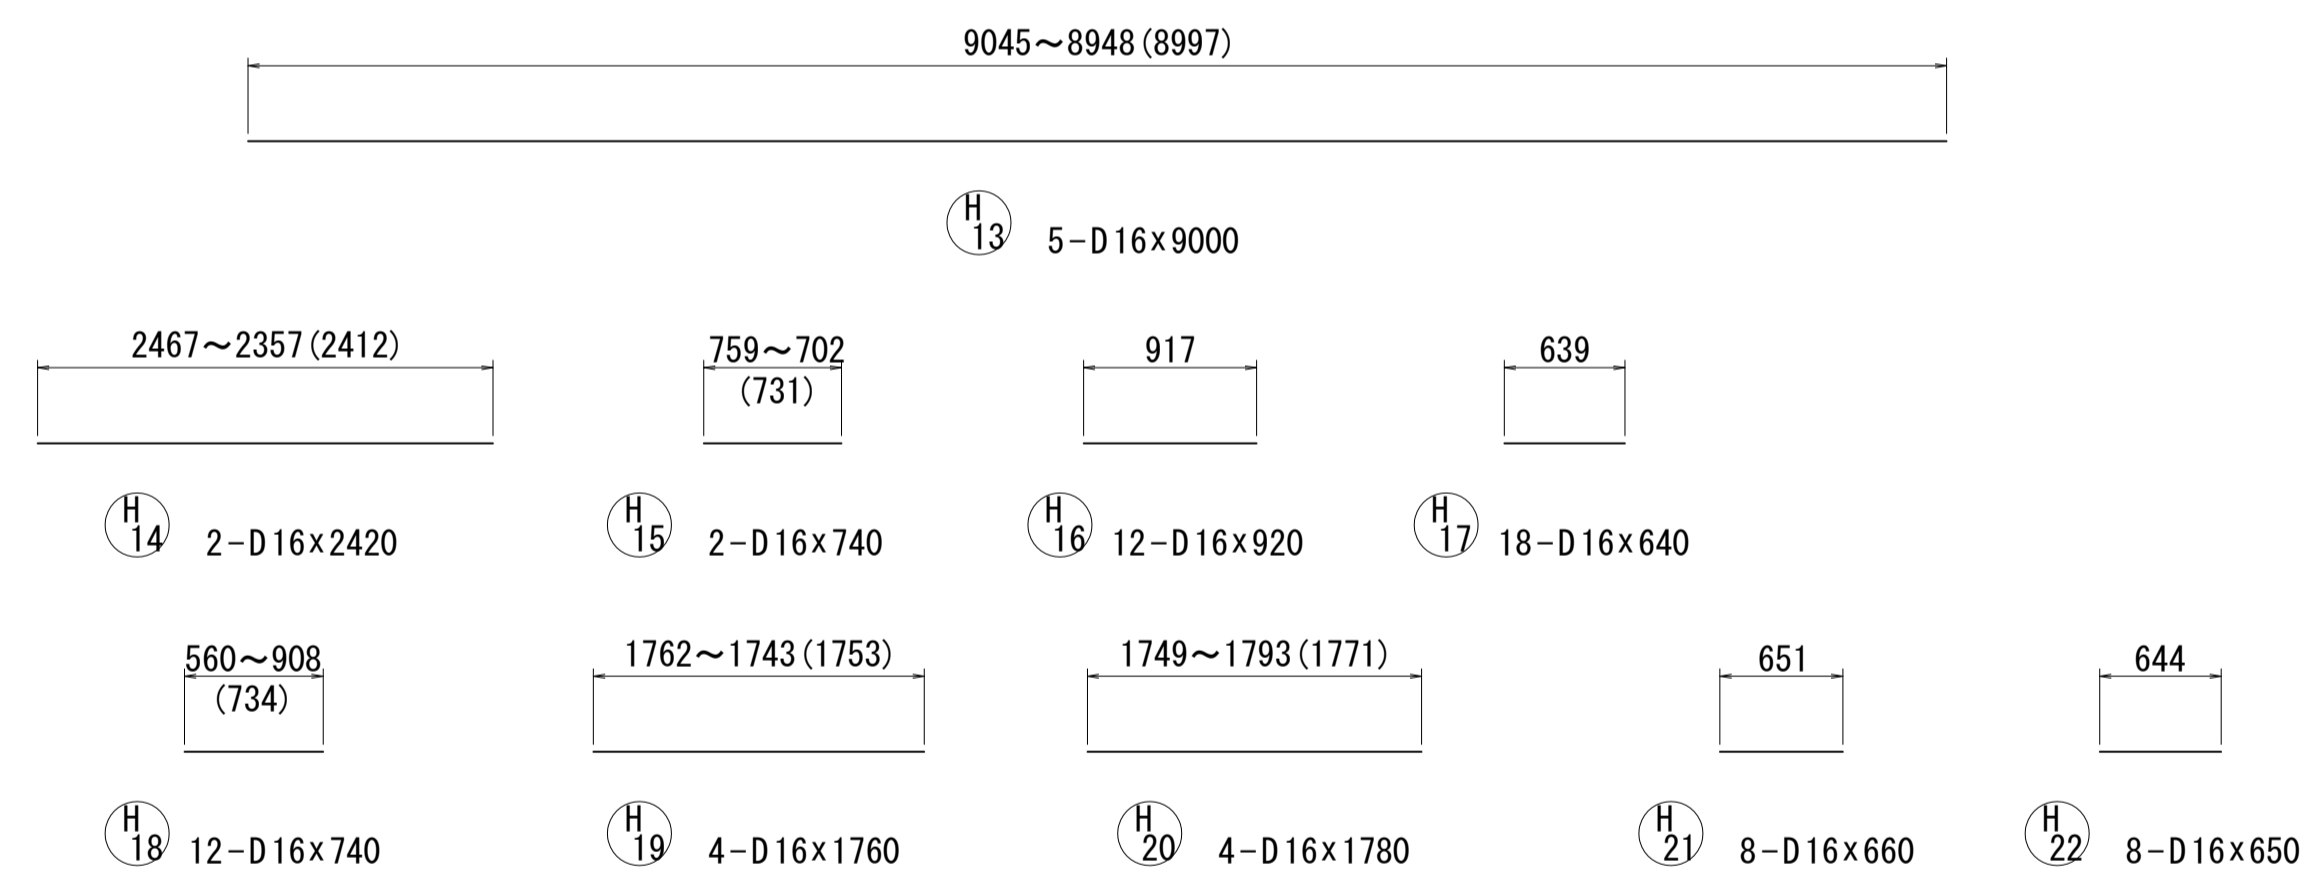 9045～8948(8997)
H
13 5-D16×9000
2467～2357(2412)
759～702
(731)
917
639
H
14 2-D16×2420
H
15 2-D16×740
H
16 12-D16×920
H
17 18-D16×640
560～908
(734)
1762～1743(1753)
1749～1793(1771)
651
644
H
18 12-D16×740
H
19 4-D16×1760
H
20 4-D16×1780
H
21 8-D16×660
H
22 8-D16×650